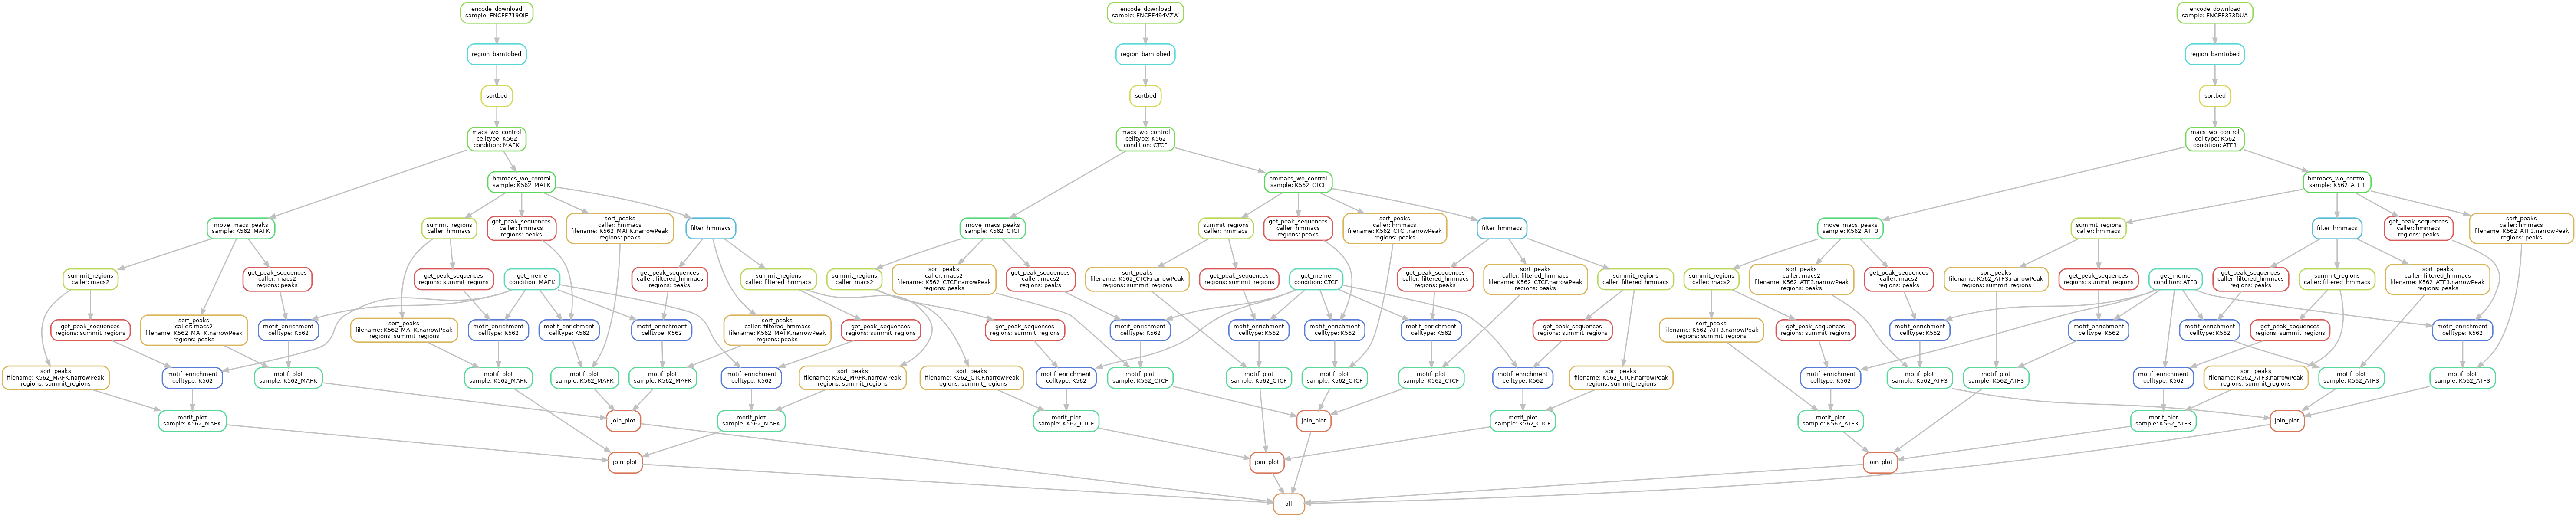 encode_download
sample: ENCFF719OIE
encode_download
sample: ENCFF494VZW
encode_download
sample: ENCFF373DUA
region_bamtobed
region_bamtobed
region_bamtobed
sortbed
sortbed
sortbed
macs_wo_control
celltype: K562
condition: MAFK
macs_wo_control
celltype: K562
condition: CTCF
macs_wo_control
celltype: K562
condition: ATF3
hmmacs_wo_control
sample: K562_MAFK
hmmacs_wo_control
sample: K562_CTCF
hmmacs_wo_control
sample: K562_ATF3
move_macs_peaks
sample: K562_MAFK
summit_regions
caller: hmmacs
get_peak_sequences
caller: hmmacs
regions: peaks
sort_peaks
caller: hmmacs
filename: K562_MAFK.narrowPeak
regions: peaks
filter_hmmacs
move_macs_peaks
sample: K562_CTCF
summit_regions
caller: hmmacs
get_peak_sequences
caller: hmmacs
regions: peaks
sort_peaks
caller: hmmacs
filename: K562_CTCF.narrowPeak
regions: peaks
filter_hmmacs
move_macs_peaks
sample: K562_ATF3
summit_regions
caller: hmmacs
filter_hmmacs
get_peak_sequences
caller: hmmacs
regions: peaks
sort_peaks
caller: hmmacs
filename: K562_ATF3.narrowPeak
regions: peaks
summit_regions
caller: macs2
get_peak_sequences
caller: macs2
regions: peaks
get_peak_sequences
regions: summit_regions
get_meme
condition: MAFK
get_peak_sequences
caller: filtered_hmmacs
regions: peaks
summit_regions
caller: filtered_hmmacs
summit_regions
caller: macs2
sort_peaks
caller: macs2
filename: K562_CTCF.narrowPeak
regions: peaks
get_peak_sequences
caller: macs2
regions: peaks
sort_peaks
filename: K562_CTCF.narrowPeak
regions: summit_regions
get_peak_sequences
regions: summit_regions
get_meme
condition: CTCF
get_peak_sequences
caller: filtered_hmmacs
regions: peaks
sort_peaks
caller: filtered_hmmacs
filename: K562_CTCF.narrowPeak
regions: peaks
summit_regions
caller: filtered_hmmacs
summit_regions
caller: macs2
sort_peaks
caller: macs2
filename: K562_ATF3.narrowPeak
regions: peaks
get_peak_sequences
caller: macs2
regions: peaks
sort_peaks
filename: K562_ATF3.narrowPeak
regions: summit_regions
get_peak_sequences
regions: summit_regions
get_meme
condition: ATF3
get_peak_sequences
caller: filtered_hmmacs
regions: peaks
summit_regions
caller: filtered_hmmacs
sort_peaks
caller: filtered_hmmacs
filename: K562_ATF3.narrowPeak
regions: peaks
get_peak_sequences
regions: summit_regions
sort_peaks
caller: macs2
filename: K562_MAFK.narrowPeak
regions: peaks
motif_enrichment
celltype: K562
sort_peaks
filename: K562_MAFK.narrowPeak
regions: summit_regions
motif_enrichment
celltype: K562
motif_enrichment
celltype: K562
motif_enrichment
celltype: K562
sort_peaks
caller: filtered_hmmacs
filename: K562_MAFK.narrowPeak
regions: peaks
get_peak_sequences
regions: summit_regions
get_peak_sequences
regions: summit_regions
motif_enrichment
celltype: K562
motif_enrichment
celltype: K562
motif_enrichment
celltype: K562
motif_enrichment
celltype: K562
get_peak_sequences
regions: summit_regions
sort_peaks
filename: K562_ATF3.narrowPeak
regions: summit_regions
get_peak_sequences
regions: summit_regions
motif_enrichment
celltype: K562
motif_enrichment
celltype: K562
motif_enrichment
celltype: K562
get_peak_sequences
regions: summit_regions
motif_enrichment
celltype: K562
sort_peaks
filename: K562_MAFK.narrowPeak
regions: summit_regions
motif_enrichment
celltype: K562
motif_plot
sample: K562_MAFK
motif_plot
sample: K562_MAFK
motif_plot
sample: K562_MAFK
motif_plot
sample: K562_MAFK
motif_enrichment
celltype: K562
sort_peaks
filename: K562_MAFK.narrowPeak
regions: summit_regions
sort_peaks
filename: K562_CTCF.narrowPeak
regions: summit_regions
motif_enrichment
celltype: K562
motif_plot
sample: K562_CTCF
motif_plot
sample: K562_CTCF
motif_plot
sample: K562_CTCF
motif_plot
sample: K562_CTCF
motif_enrichment
celltype: K562
sort_peaks
filename: K562_CTCF.narrowPeak
regions: summit_regions
motif_enrichment
celltype: K562
motif_plot
sample: K562_ATF3
motif_plot
sample: K562_ATF3
motif_enrichment
celltype: K562
sort_peaks
filename: K562_ATF3.narrowPeak
regions: summit_regions
motif_plot
sample: K562_ATF3
motif_plot
sample: K562_ATF3
motif_plot
sample: K562_MAFK
join_plot
motif_plot
sample: K562_MAFK
motif_plot
sample: K562_CTCF
join_plot
motif_plot
sample: K562_CTCF
motif_plot
sample: K562_ATF3
motif_plot
sample: K562_ATF3
join_plot
join_plot
join_plot
join_plot
all